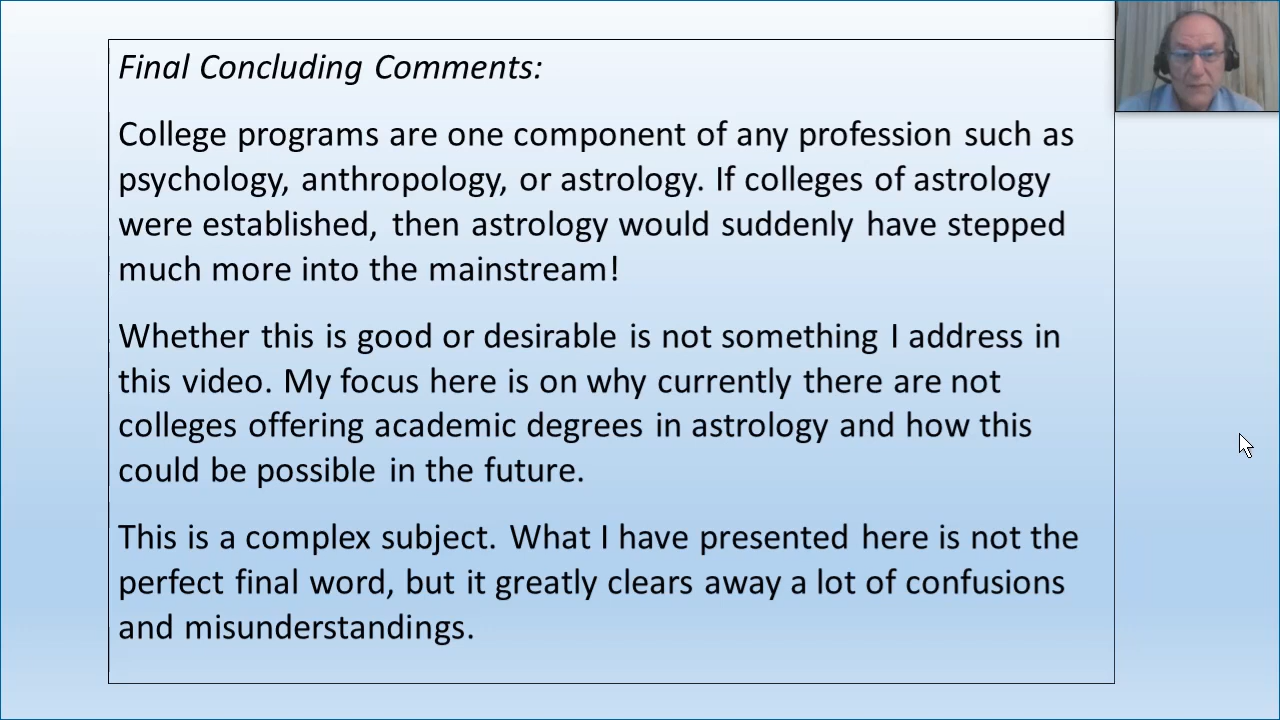 Final Concluding Comments:
College programs are one component of any profession such as
psychology, anthropology, or astrology. If colleges of astrology
were established, then astrology would suddenly have stepped
much more into the mainstream!
Whether this is good or desirable is not something I address in
this video. My focus here is on why currently there are not
colleges offering academic degrees in astrology and how this
could be possible in the future.
This is a complex subject. What I have presented here is not the
perfect final word, but it greatly clears away a lot of confusions
and misunderstandings.